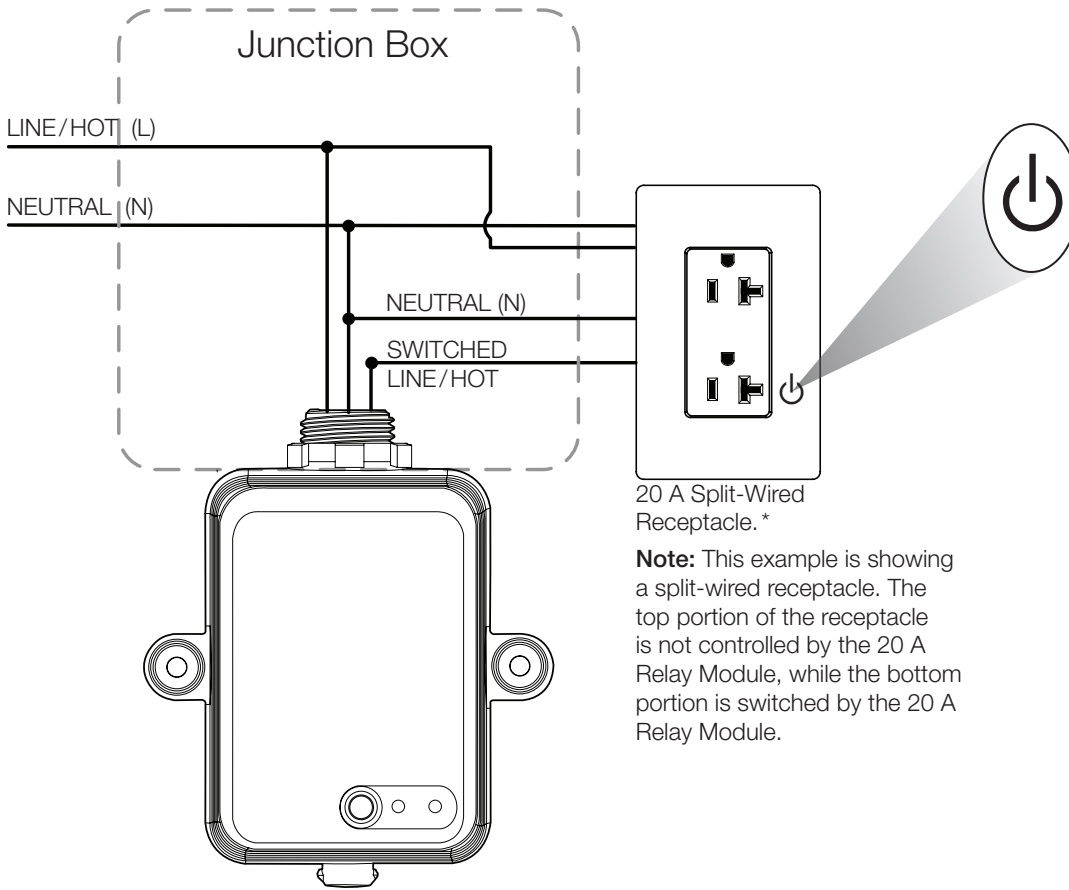 Junction Box
LINE/HOT (L)
NEUTRAL (N)
NEUTRAL (N)
SWITCHED
LINE/HOT
20 A Split-Wired
Receptacle.*
Note: This example is showing
a split-wired receptacle. The
top portion of the receptacle
is not controlled by the 20 A
Relay Module, while the bottom
portion is switched by the 20 A
Relay Module.